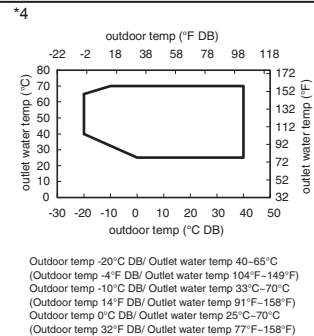 *4
outdoor temp (°F DB)
-22 -2 18 38 58 78 98 118
outlet water temp (°C)
80
70
60
50
40
30
20
10
0
172
152
132
112
92
72
52
32
outlet water temp (°F)
-30 -20 -10 0 10 20 30 40 50
outdoor temp (°C DB)
Outdoor temp -20°C DB/ Outlet water temp 40~65°C
(Outdoor temp -4°F DB/ Outlet water temp 104°F~149°F)
Outdoor temp -10°C DB/ Outlet water temp 33°C~70°C
(Outdoor temp 14°F DB/ Outlet water temp 91°F~158°F)
Outdoor temp 0°C DB/ Outlet water temp 25°C~70°C
(Outdoor temp 32°F DB/ Outlet water temp 77°F~158°F)